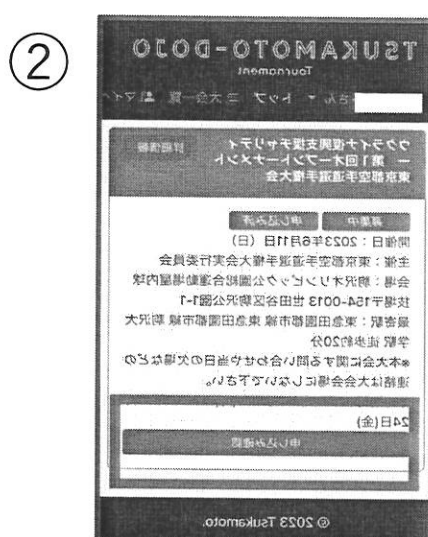 ②
TSUKAMOTO-DOJO
Tournament
さん トップ 大会一覧 マイ
ウクライナ復興支援チャリティ
ー 第1回オープントーナメント
東京都空手道選手権大会
詳細情報
募集中 申し込み済
開催日：2023年6月11日（日）
主催：東京都空手道選手権大会実行委員会
会場：駒沢オリンピック公園総合運動場屋内球
技場〒154-0013 世田谷区駒沢公園1-1
最寄駅：東急田園都市線 東急田園都市線 駒沢大
学駅 徒歩約20分
※本大会に関する問い合わせや当日の欠場などの
連絡は大会会場にしないで下さい。
24日(金)
申し込み確認
© 2023 Tsukamoto.